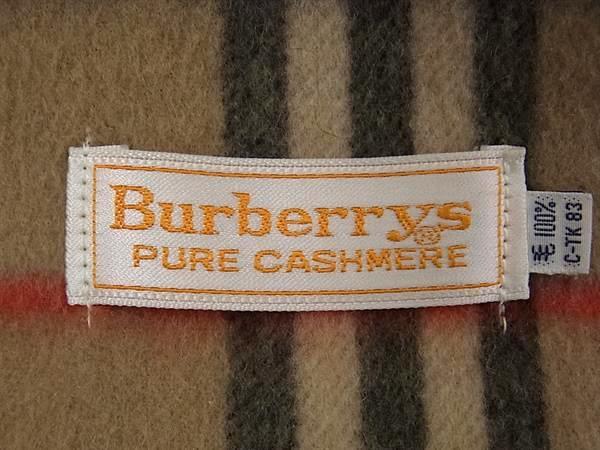 Burberrys®
PURE CASHMERE
毛 100%
C-TK 83